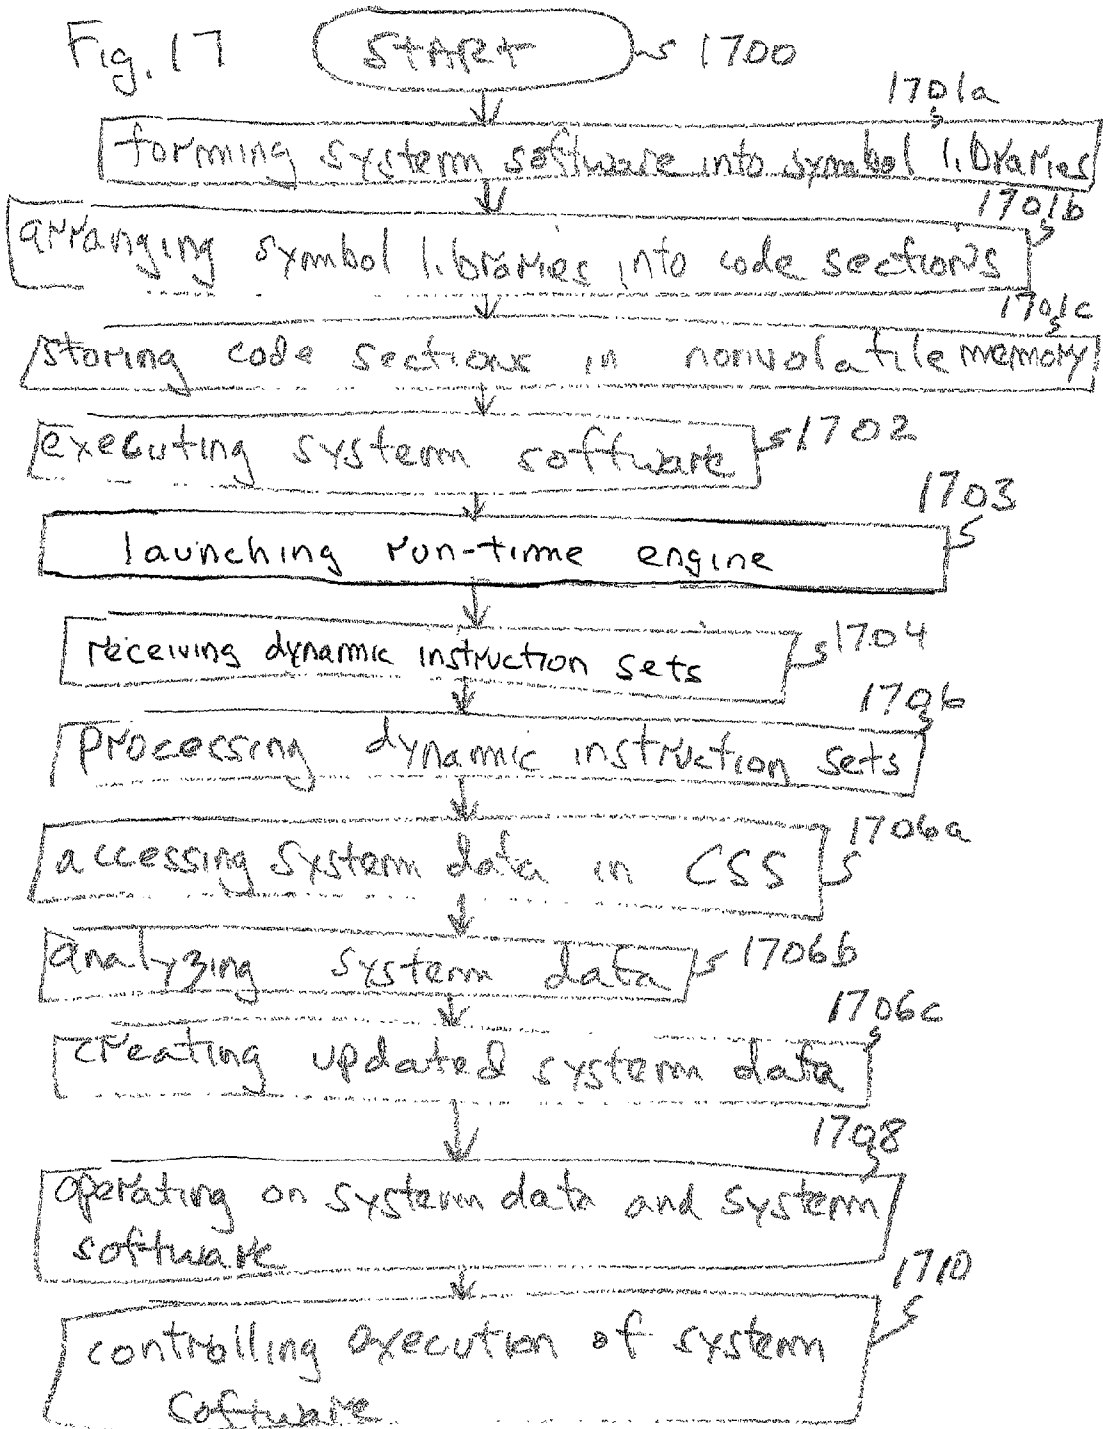 Fig. 17 START 1700
1701a
forming system software into symbol libraries
1701b
arranging symbol libraries into code sections
1701c
storing code sections in nonvolatile memory
executing system software 1702
1703
launching run-time engine
receiving dynamic instruction sets 1704
1706
processing dynamic instruction sets
1706a
accessing system data in CSS
analyzing system data 1706b
1706c
creating updated system data
1708
operating on system data and system
software
1710
controlling execution of system
software